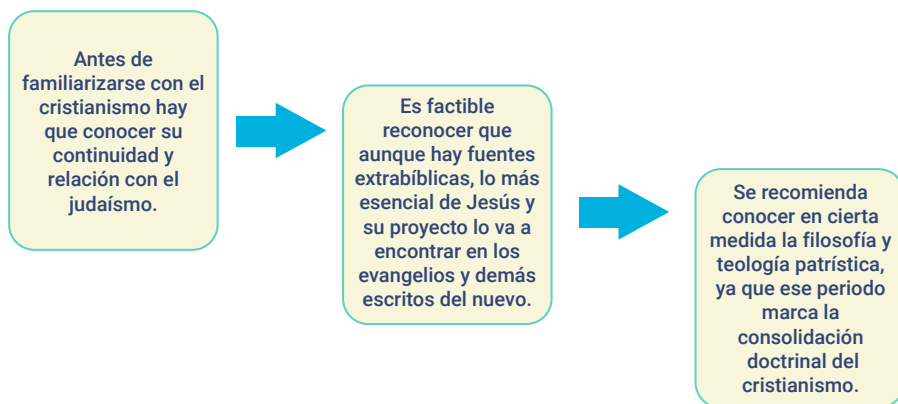 Antes de
familiarizarse con el
cristianismo hay
que conocer su
continuidad y
relación con el
judaísmo.
Es factible
reconocer que
aunque hay fuentes
extrabíblicas, lo más
esencial de Jesús y
su proyecto lo va a
encontrar en los
evangelios y demás
escritos del nuevo.
Se recomienda
conocer en cierta
medida la filosofía y
teología patrística,
ya que ese periodo
marca la
consolidación
doctrinal del
cristianismo.